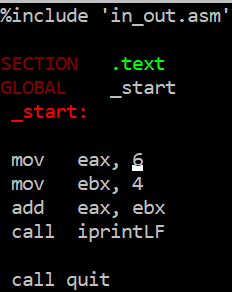 %include 'in_out.asm'
SECTION .text
GLOBAL _start
_start:
mov eax, 6
mov ebx, 4
add eax, ebx
call iprintLF
call quit